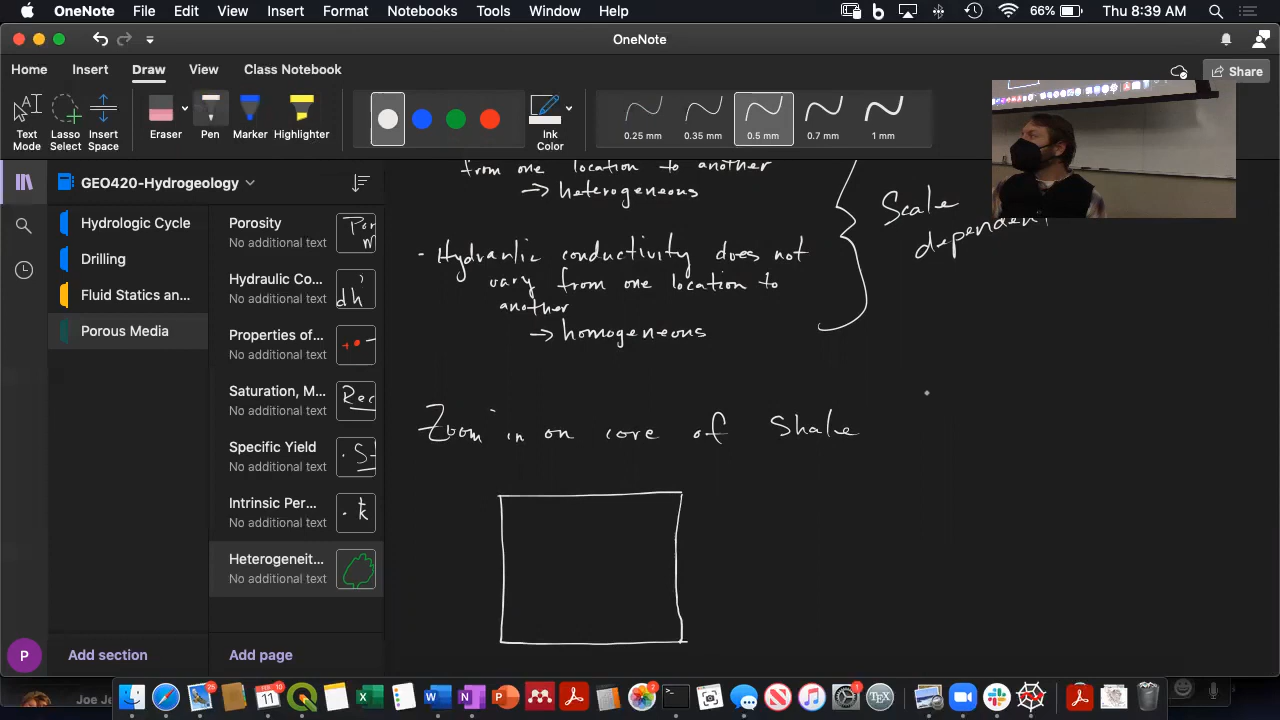 OneNote File Edit View Insert Format Notebooks Tools Window Help 66% Thu 8:39 AM
OneNote
Home Insert Draw View Class Notebook Share
Text Mode Lasso Select Insert Space Eraser Pen Marker Highlighter Ink Color 0.25 mm 0.35 mm 0.5 mm 0.7 mm 1 mm
GEO420-Hydrogeology
Hydrologic Cycle
Drilling
Fluid Statics an...
Porous Media
Add section
Porosity
No additional text
Hydraulic Co...
No additional text
dh
Properties of...
No additional text
Saturation, M...
No additional text
Rec
Specific Yield
No additional text
· S
Intrinsic Per...
No additional text
· k
Heterogeneit...
No additional text
Add page
from one location to another
→ heterogeneous
- Hydraulic conductivity does not
vary from one location to
another
→ homogeneous
Scale
dependent
Zoom in on core of Shale
P
Joe Je